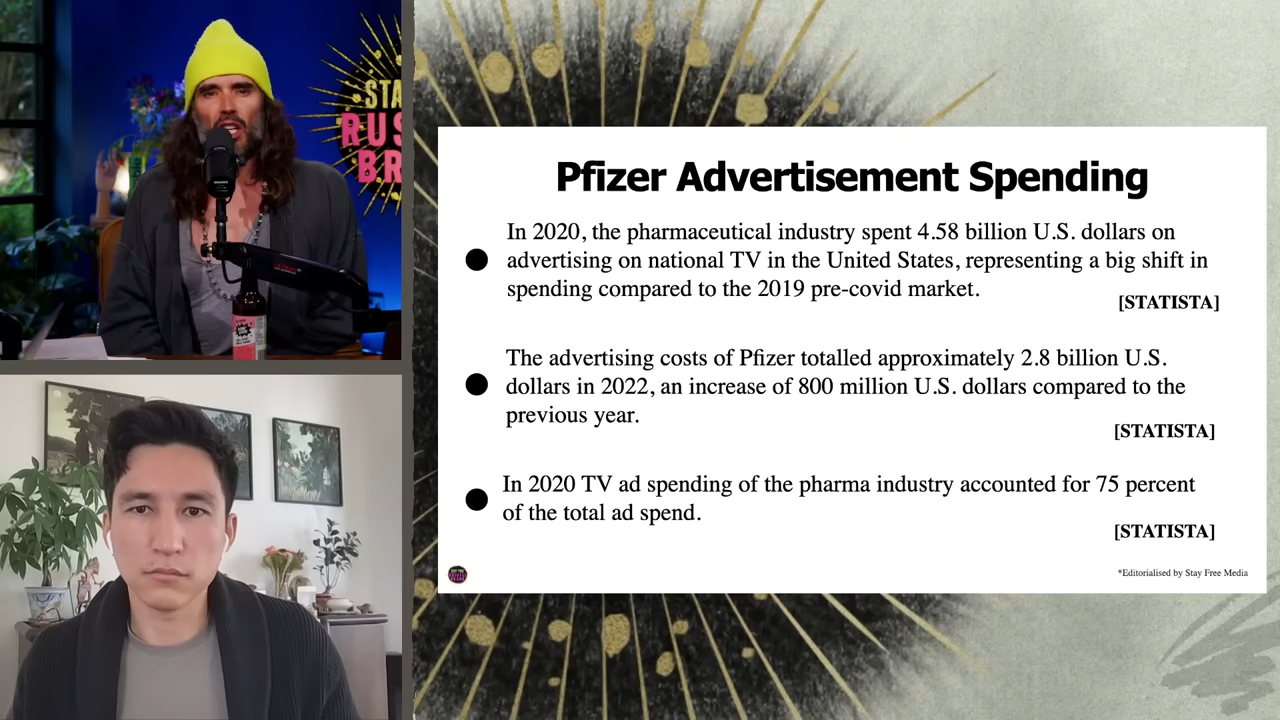 STA
RUS
BR
Pfizer Advertisement Spending
In 2020, the pharmaceutical industry spent 4.58 billion U.S. dollars on
advertising on national TV in the United States, representing a big shift in
spending compared to the 2019 pre-covid market.
[STATISTA]
The advertising costs of Pfizer totalled approximately 2.8 billion U.S.
dollars in 2022, an increase of 800 million U.S. dollars compared to the
previous year.
[STATISTA]
In 2020 TV ad spending of the pharma industry accounted for 75 percent
of the total ad spend.
[STATISTA]
*Editorialised by Stay Free Media